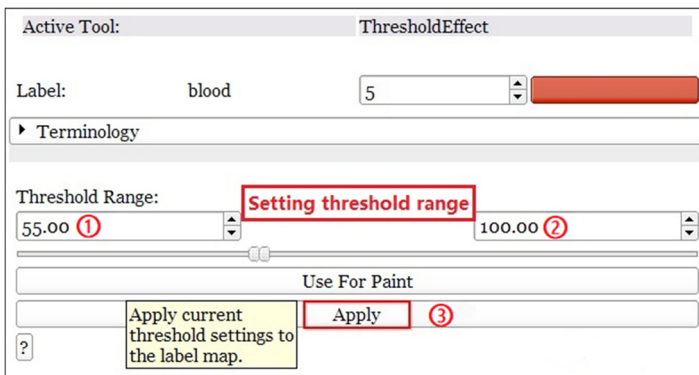 Active Tool: ThresholdEffect
Label: blood 5
Terminology
Threshold Range:
Setting threshold range
55.00 ① 100.00 ②
Use For Paint
Apply ③
Apply current
threshold settings to
the label map.
?